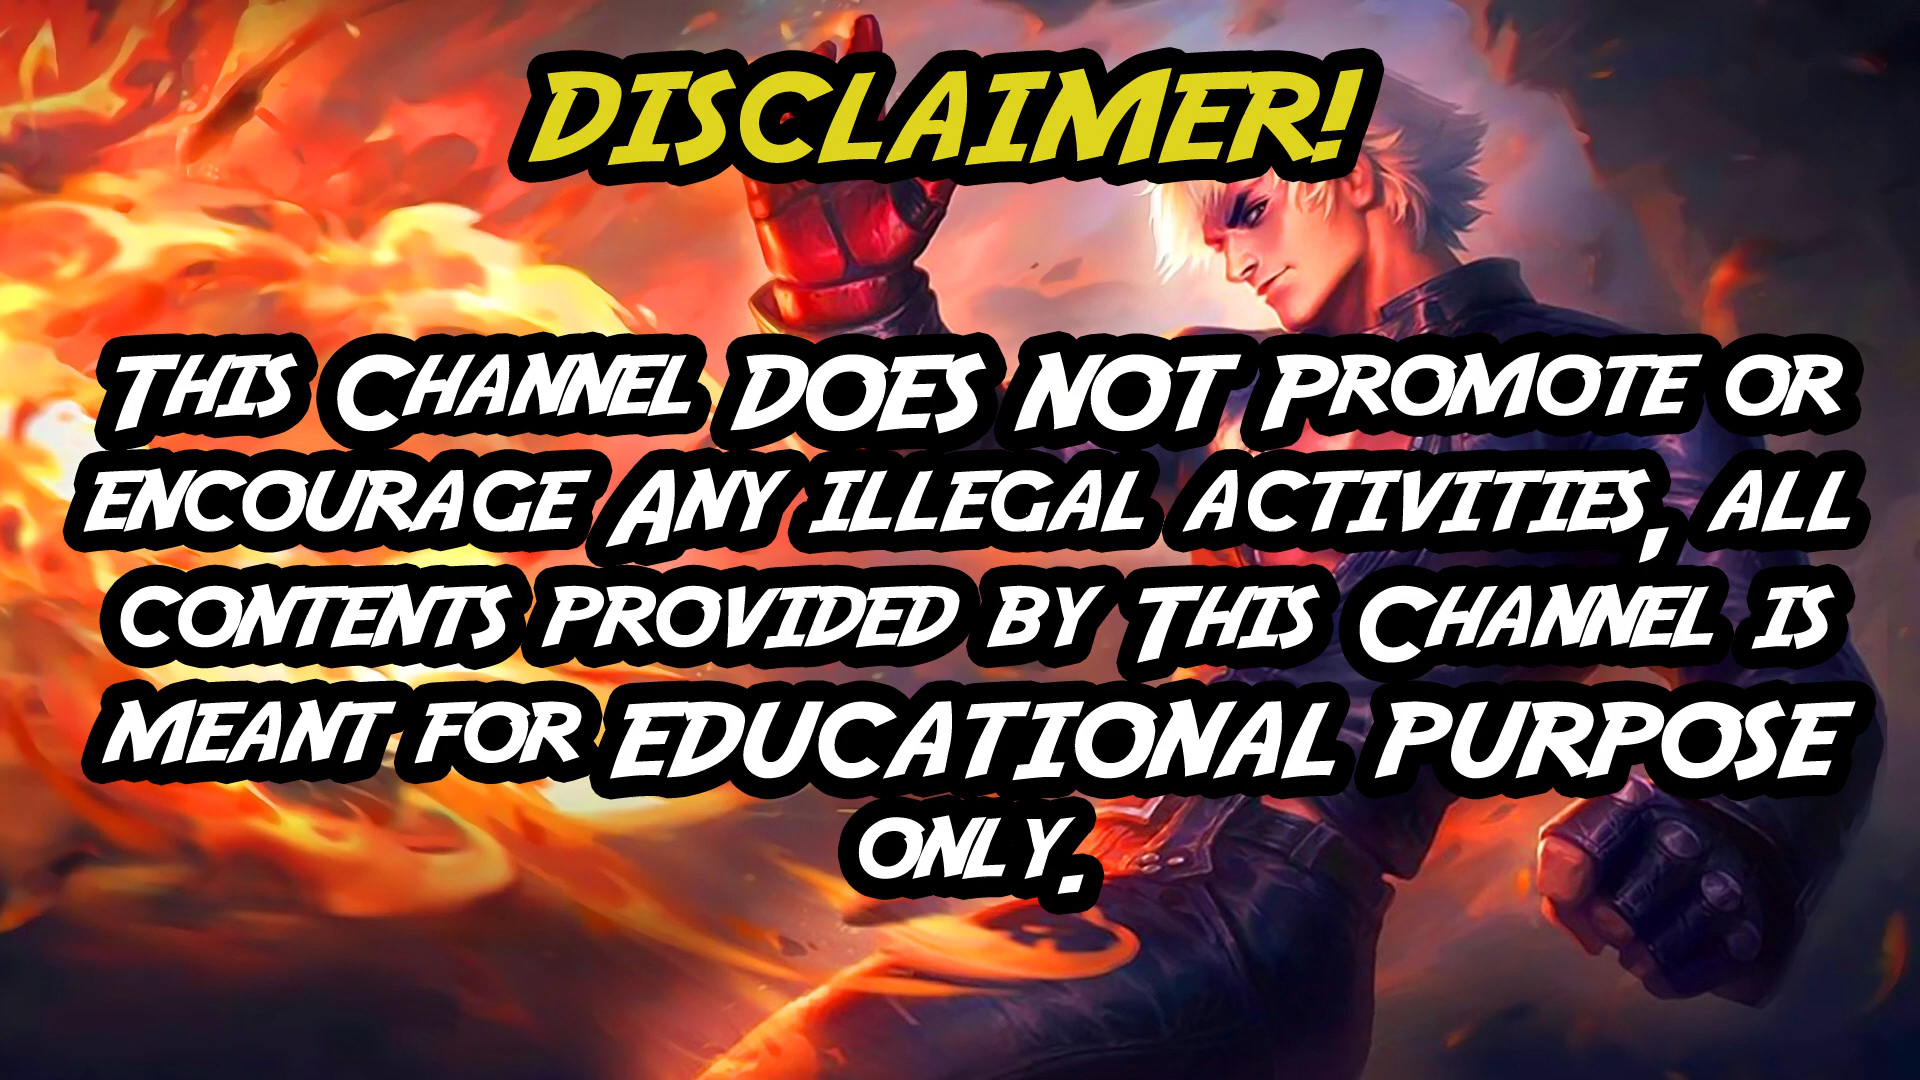 DISCLAIMER!
This Channel DOES NOT Promote or
encourage Any illegal activities, all
contents provided by This Channel is
meant for EDUCATIONAL PURPOSE
only.